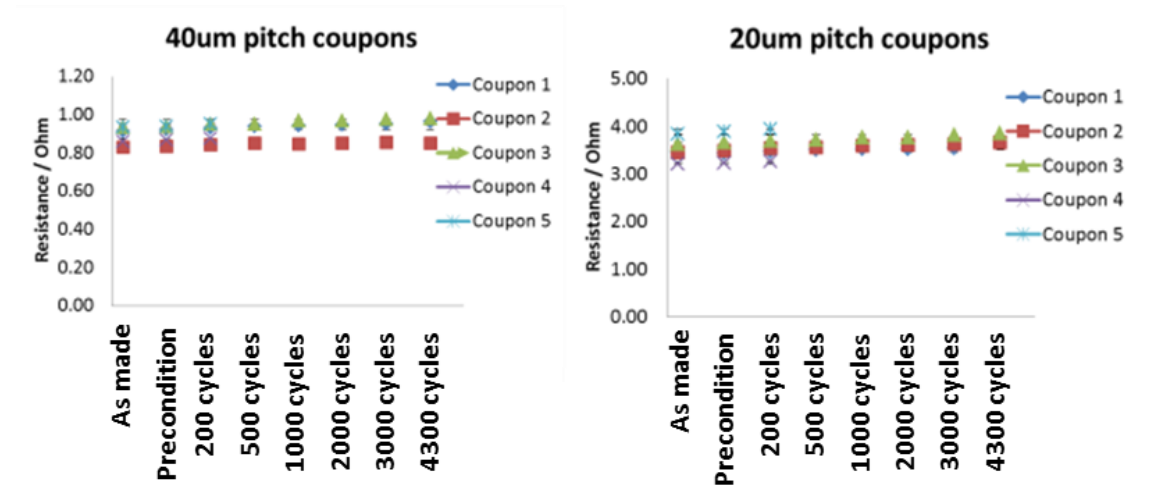 40um pitch coupons
Resistance / Ohm
1.20
1.00
0.80
0.60
0.40
0.20
0.00
As made
Precondition
200 cycles
500 cycles
1000 cycles
2000 cycles
3000 cycles
4300 cycles
Coupon 1
Coupon 2
Coupon 3
Coupon 4
Coupon 5
20um pitch coupons
Resistance / Ohm
5.00
4.00
3.00
2.00
1.00
0.00
As made
Precondition
200 cycles
500 cycles
1000 cycles
2000 cycles
3000 cycles
4300 cycles
Coupon 1
Coupon 2
Coupon 3
Coupon 4
Coupon 5